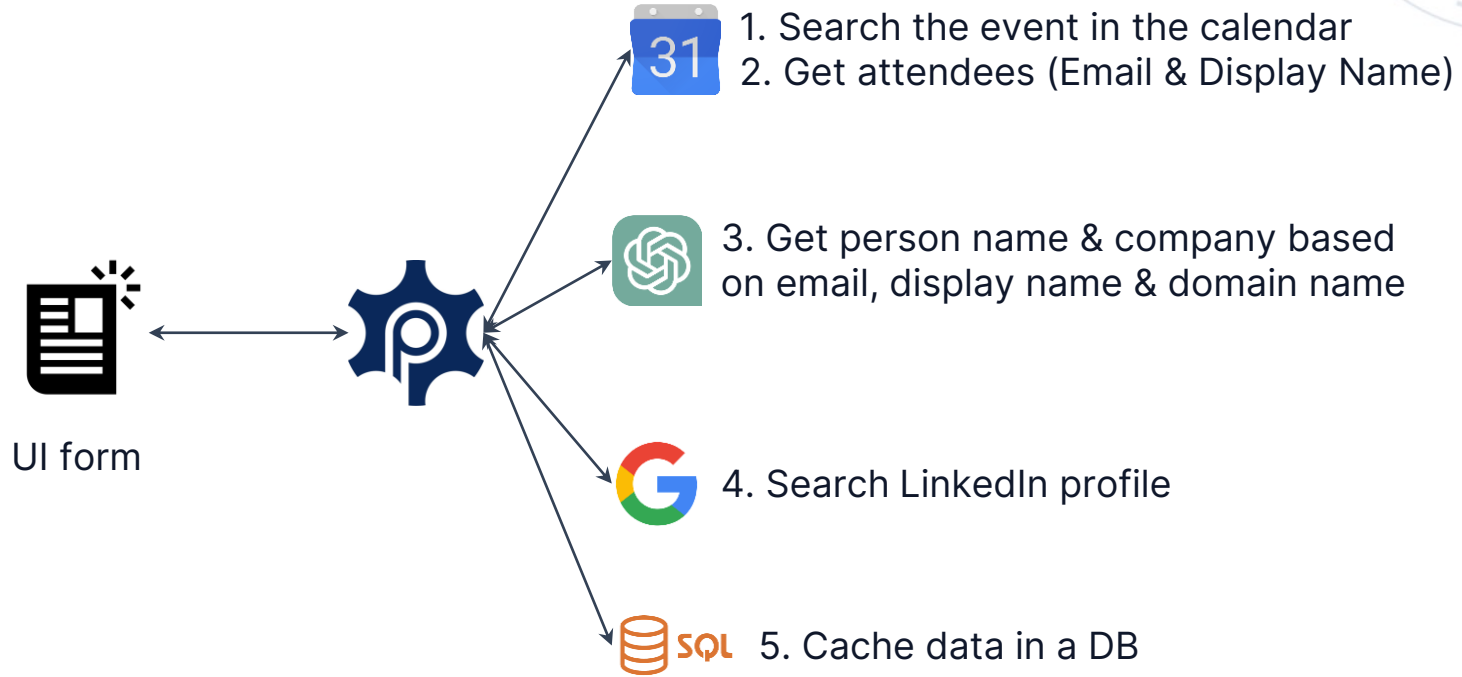 31
1. Search the event in the calendar
2. Get attendees (Email & Display Name)
3. Get person name & company based
on email, display name & domain name
UI form
4. Search LinkedIn profile
SQL
5. Cache data in a DB